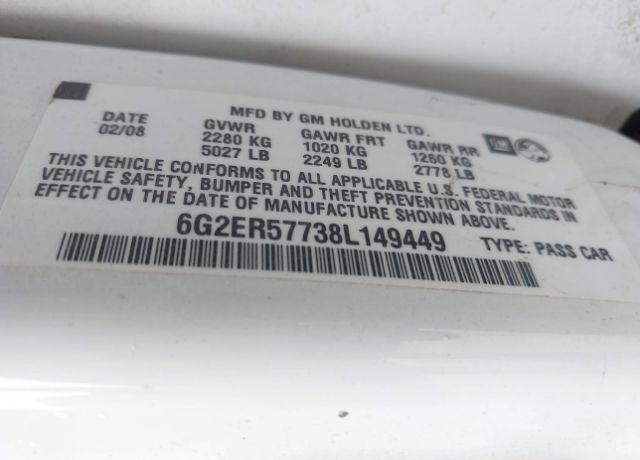 MFD BY GM HOLDEN LTD.
DATE GVWR GAWR FRT GAWR RR
02/08 2280 KG 1020 KG 1260 KG
5027 LB 2249 LB 2778 LB
GM
THIS VEHICLE CONFORMS TO ALL APPLICABLE U.S. FEDERAL MOTOR
VEHICLE SAFETY, BUMPER AND THEFT PREVENTION STANDARDS IN
EFFECT ON THE DATE OF MANUFACTURE SHOWN ABOVE.
6G2ER57738L149449 TYPE: PASS CAR